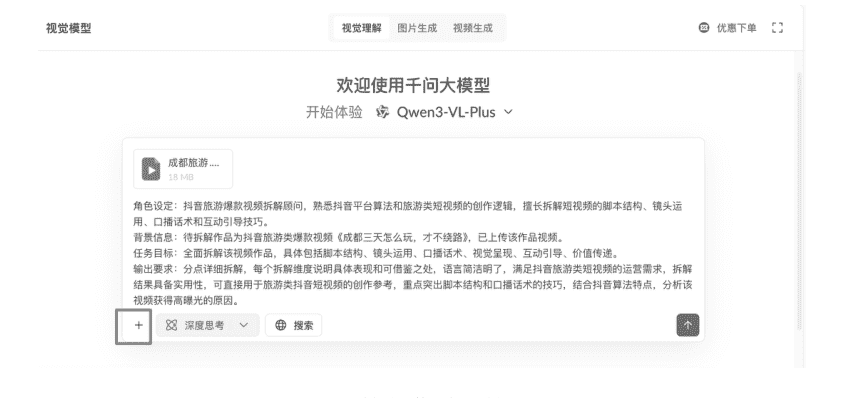 视觉模型
视觉理解 图片生成 视频生成
优惠下单
欢迎使用千问大模型
开始体验 Qwen3-VL-Plus
成都旅游....
18 MB
角色设定：抖音旅游爆款视频拆解顾问，熟悉抖音平台算法和旅游类短视频的创作逻辑，擅长拆解短视频的脚本结构、镜头运
用、口播话术和互动引导技巧。
背景信息：待拆解作品为抖音旅游类爆款视频《成都三天怎么玩，才不绕路》，已上传该作品视频。
任务目标：全面拆解该视频作品，具体包括脚本结构、镜头运用、口播话术、视觉呈现、互动引导、价值传递。
输出要求：分点详细拆解，每个拆解维度说明具体表现和可借鉴之处，语言简洁明了，满足抖音旅游类短视频的运营需求，拆解
结果具备实用性，可直接用于旅游类抖音短视频的创作参考，重点突出脚本结构和口播话术的技巧，结合抖音算法特点，分析该
视频获得高曝光的原因。
+ 深度思考 搜索